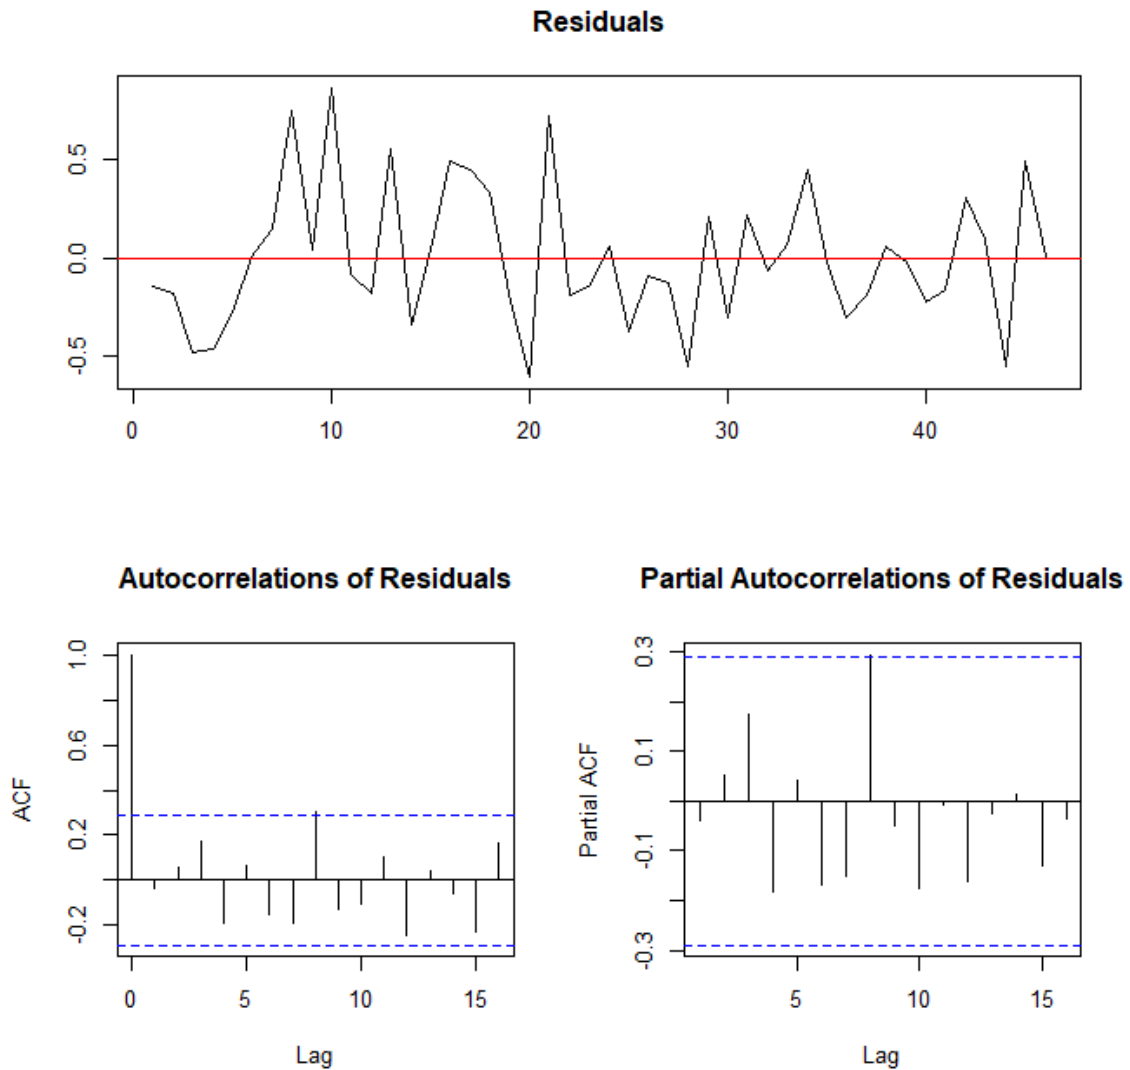 Residuals
0.5
0.0
-0.5
0 10 20 30 40
Autocorrelations of Residuals
1.0
0.6
0.2
-0.2
ACF
0 5 10 15
Lag
Partial Autocorrelations of Residuals
0.3
0.1
-0.1
-0.3
Partial ACF
5 10 15
Lag